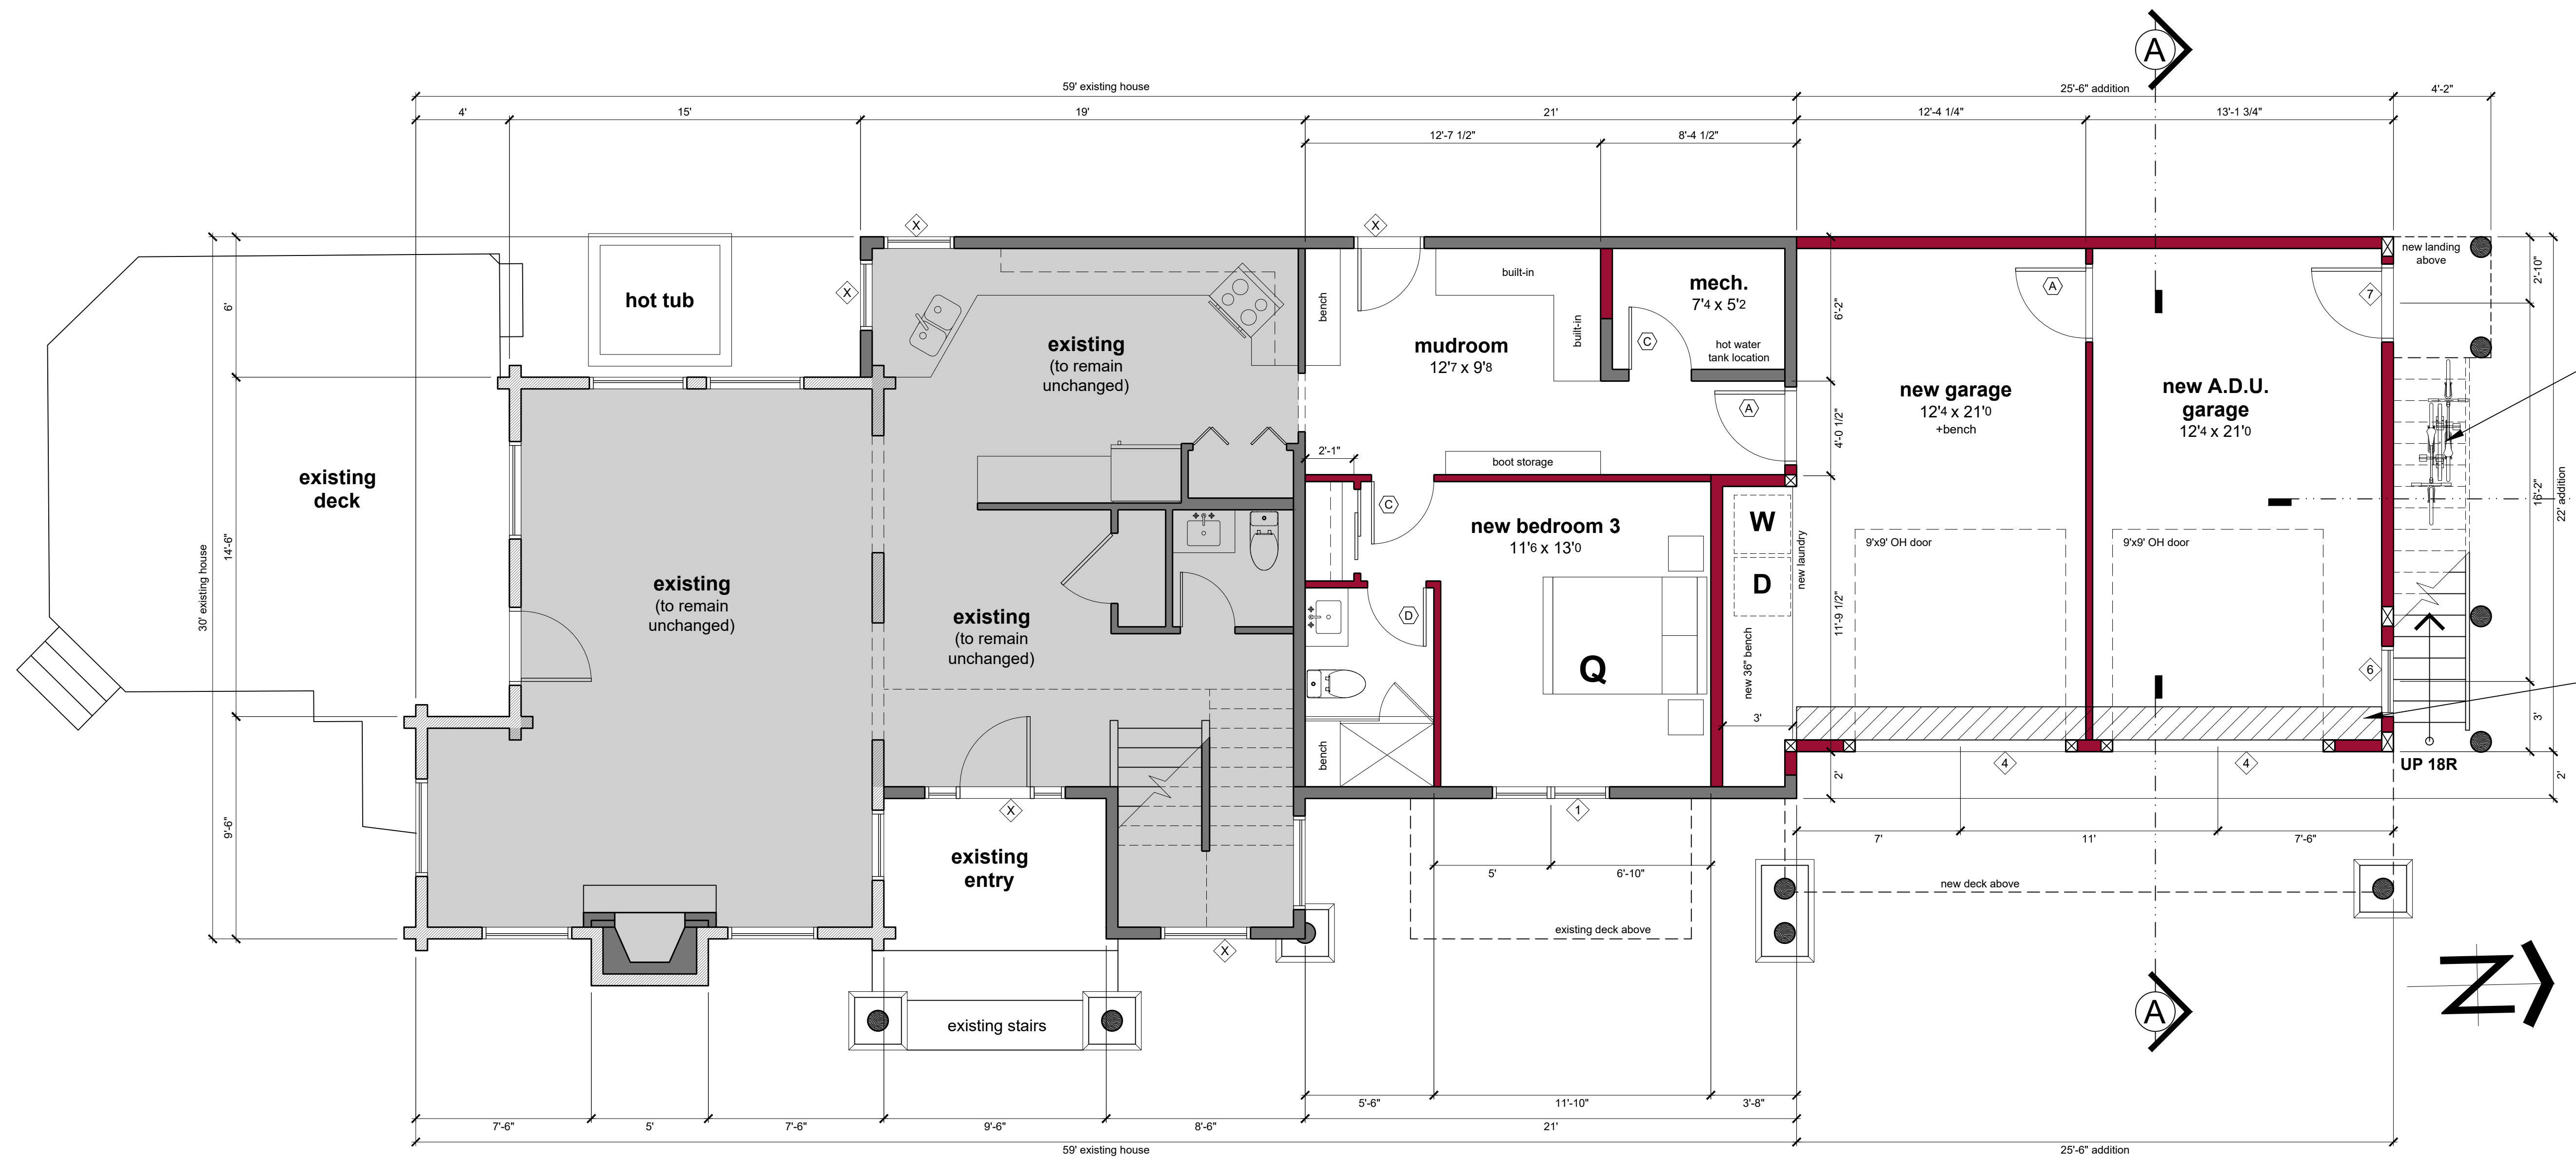 A
59' existing house
25'-6" addition
4'-2"
4'
15'
19'
21'
12'-4 1/4"
13'-1 3/4"
12'-7 1/2"
8'-4 1/2"
X
X
X
hot tub
existing
(to remain
unchanged)
bench
built-in
built-in
mudroom
12'7 x 9'8
mech.
7'4 x 5'2
C
hot water
tank location
A
6'-2"
4'-0 1/2"
11'-9 1/2"
2'
new garage
12'4 x 21'0
+bench
A
new A.D.U.
garage
12'4 x 21'0
7
new landing
above
2'-10"
16'-2"
3'
22' addition
2'
6'
14'-6"
9'-6"
30' existing house
existing
deck
existing
(to remain
unchanged)
existing
(to remain
unchanged)
2'-1"
boot storage
C
new bedroom 3
11'6 x 13'0
W
D
new laundry
new 36" bench
3'
9'x9' OH door
9'x9' OH door
D
Q
6
bench
X
1
4
4
UP 18R
7'
11'
7'-6"
existing
entry
5'
6'-10"
existing deck above
new deck above
X
existing stairs
A
N
5'-6"
11'-10"
3'-8"
7'-6"
5'
7'-6"
9'-6"
8'-6"
21'
59' existing house
25'-6" addition